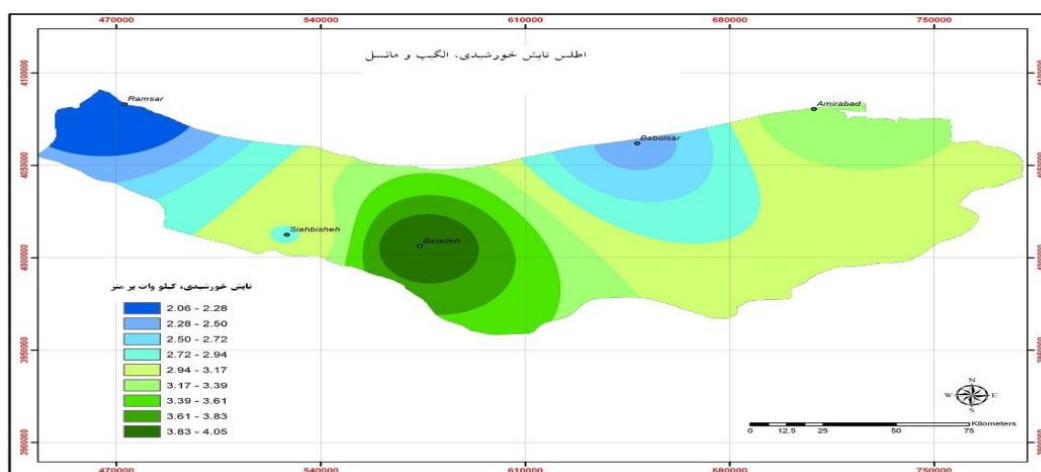 470000 540000 610000 680000 750000
اطلس تابش خورشیدی، الگیپ و مانسل
4100000
Ramsar
Amirabad
Babolsar
4050000
Siahbisheh
Baladeh
4000000
تابش خورشیدی، کیلو وات بر متر
2.06 - 2.28
2.28 - 2.50
2.50 - 2.72
2.72 - 2.94
2.94 - 3.17
3.17 - 3.39
3.39 - 3.61
3.61 - 3.83
3.83 - 4.05
3950000
N
W E
S
Kilometers
0 12.5 25 50 75
3900000
470000 540000 610000 680000 750000